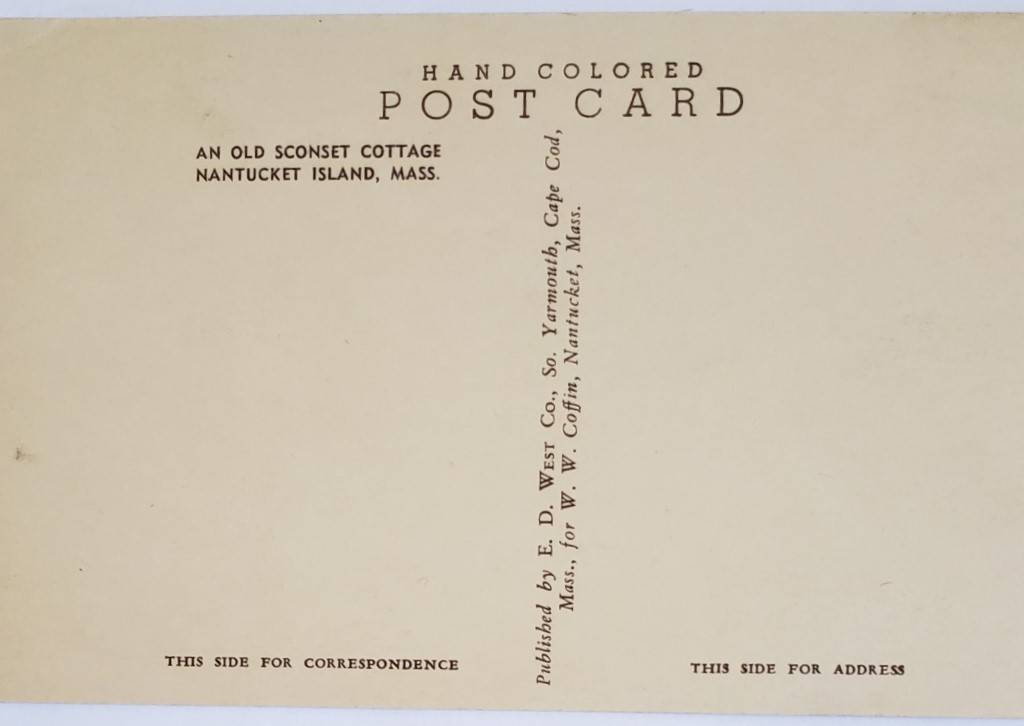 HAND COLORED
POST CARD
AN OLD SCONSET COTTAGE
NANTUCKET ISLAND, MASS.
Published by E. D. WEST CO., So. Yarmouth, Cape Cod,
Mass., for W. W. Coffin, Nantucket, Mass.
THIS SIDE FOR CORRESPONDENCE
THIS SIDE FOR ADDRESS